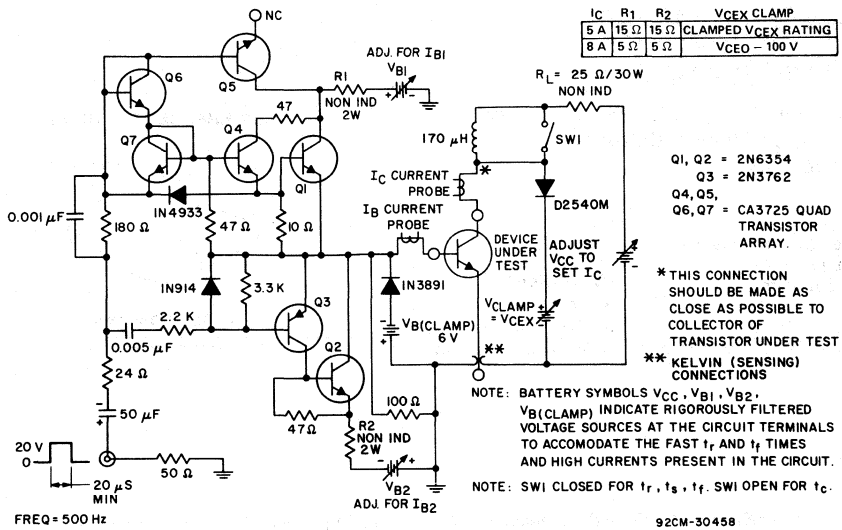 IC R1 R2 VCEX CLAMP
5 A 15 Ω 15 Ω CLAMPED VCEX RATING
8 A 5 Ω 5 Ω VCEO – 100 V
NC
Q6
Q5
ADJ. FOR IB1
VB1
+ -
R1
NON IND
2W
RL = 25 Ω/30W
NON IND
47
Q7
Q4
Q1
170 μH
SW1
*
IC CURRENT
PROBE
D2540M
Q1, Q2 = 2N6354
Q3 = 2N3762
Q4, Q5,
Q6, Q7 = CA3725 QUAD
TRANSISTOR
ARRAY.
0.001 μF
180 Ω
1N4933
47 Ω
10 Ω
IB CURRENT
PROBE
DEVICE
UNDER
TEST
ADJUST
VCC TO
SET IC
+
-
1N914
3.3 K
Q3
1N3891
VCLAMP
= VCEX
+
-
* THIS CONNECTION
SHOULD BE MADE AS
CLOSE AS POSSIBLE TO
COLLECTOR OF
TRANSISTOR UNDER TEST
** KELVIN (SENSING)
CONNECTIONS
2.2 K
0.005 μF
Q2
-
+
VB(CLAMP)
6 V
**
24 Ω
-
+
50 μF
47 Ω
100 Ω
R2
NON IND
2W
- +
VB2
ADJ. FOR IB2
NOTE: BATTERY SYMBOLS VCC, VB1, VB2,
VB(CLAMP) INDICATE RIGOROUSLY FILTERED
VOLTAGE SOURCES AT THE CIRCUIT TERMINALS
TO ACCOMODATE THE FAST tr AND tf TIMES
AND HIGH CURRENTS PRESENT IN THE CIRCUIT.
NOTE: SW1 CLOSED FOR tr, ts, tf. SW1 OPEN FOR tc.
20 V
0
20 μS
MIN
50 Ω
FREQ = 500 Hz
92CM-30458